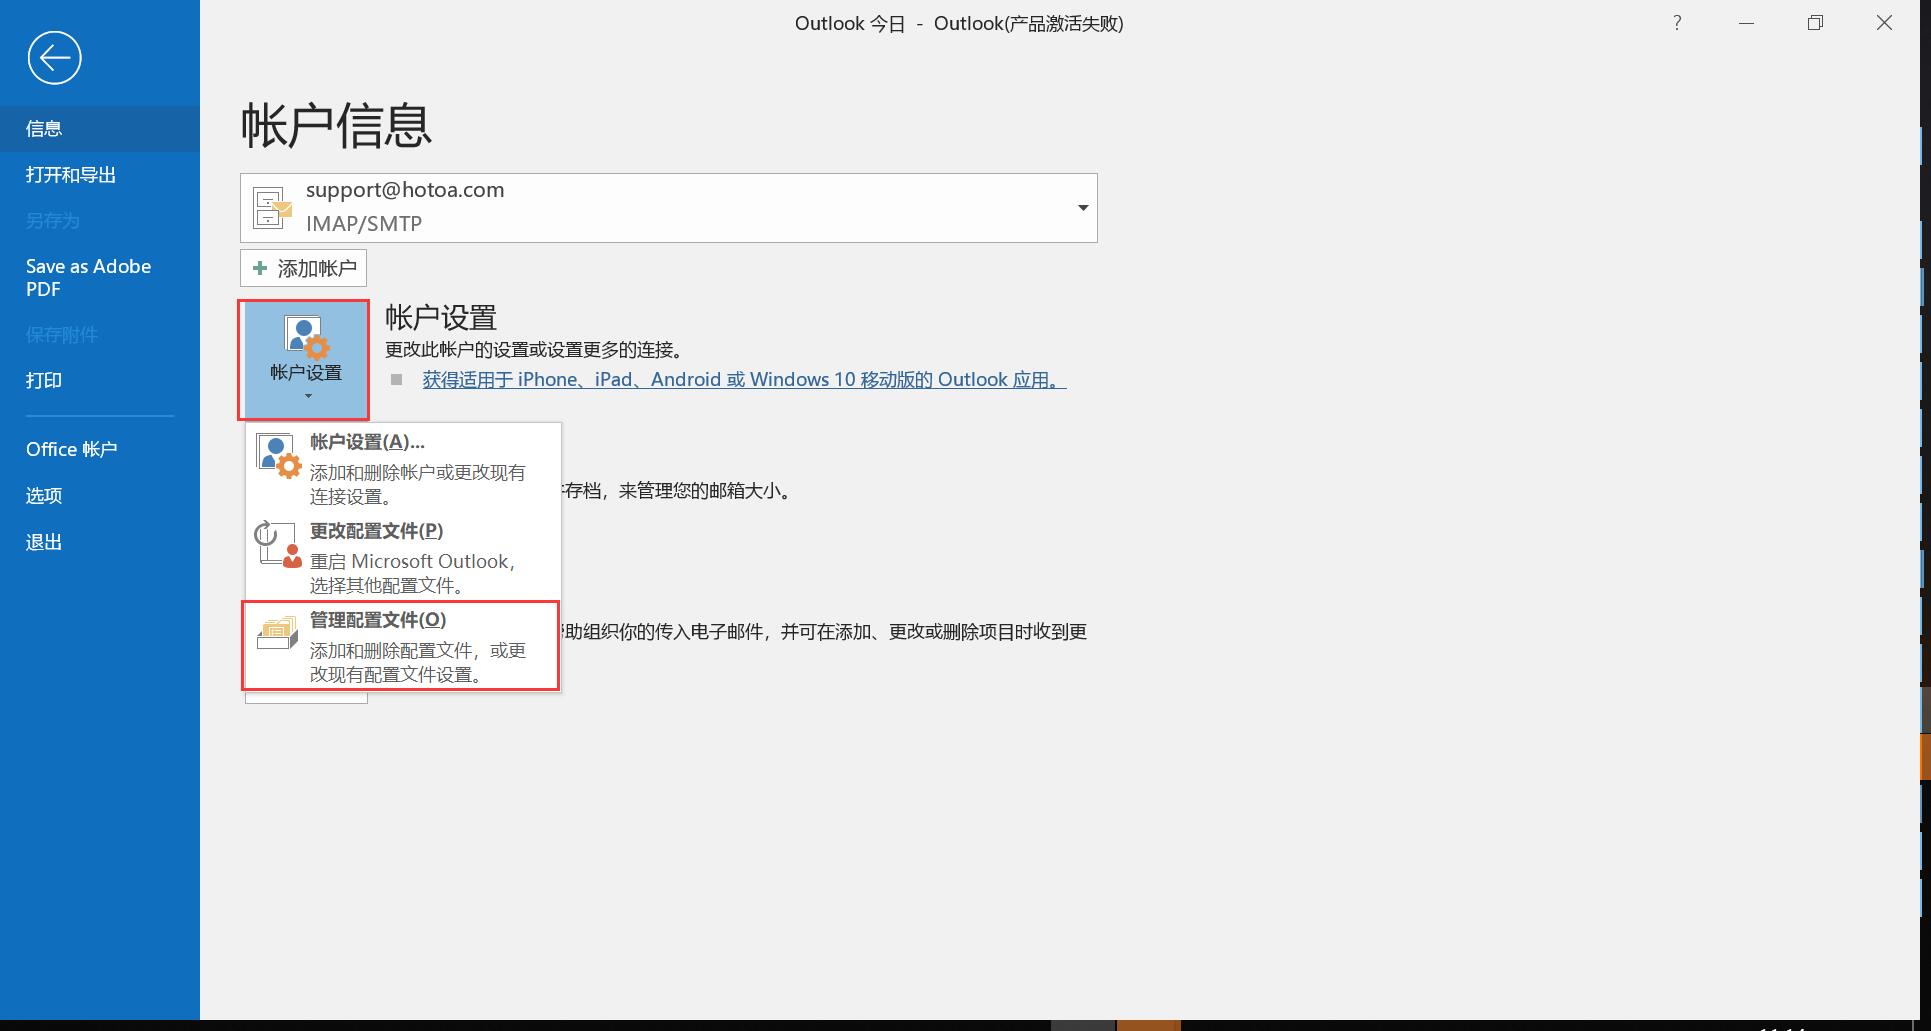 Outlook 今日 - Outlook(产品激活失败)
?
信息
打开和导出
另存为
Save as Adobe
PDF
保存附件
打印
Office 帐户
选项
退出
帐户信息
support@hotoa.com
IMAP/SMTP
添加帐户
帐户设置
帐户设置
更改此帐户的设置或设置更多的连接。
获得适用于 iPhone、iPad、Android 或 Windows 10 移动版的 Outlook 应用。
帐户设置(A)...
添加和删除帐户或更改现有
连接设置。
存档，来管理您的邮箱大小。
更改配置文件(P)
重启 Microsoft Outlook，
选择其他配置文件。
管理配置文件(O)
添加和删除配置文件，或更
改现有配置文件设置。
助组织你的传入电子邮件，并可在添加、更改或删除项目时收到更